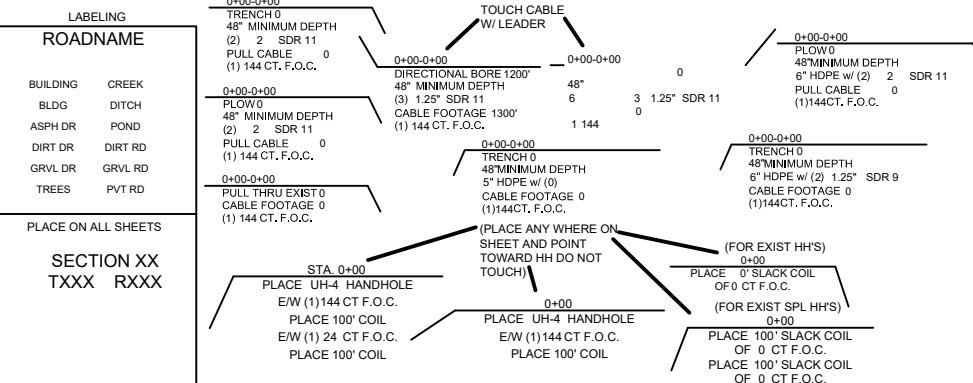 LABELING
ROADNAME
BUILDING CREEK
BLDG DITCH
ASPH DR POND
DIRT DR DIRT RD
GRVL DR GRVL RD
TREES PVT RD
PLACE ON ALL SHEETS
SECTION XX
TXXX RXXX
0+00-0+00
TRENCH 0
48" MINIMUM DEPTH
(2) 2 SDR 11
PULL CABLE 0
(1) 144 CT. F.O.C.
0+00-0+00
PLOW 0
48" MINIMUM DEPTH
(2) 2 SDR 11
PULL CABLE 0
(1) 144 CT. F.O.C.
0+00-0+00
PULL THRU EXIST 0
CABLE FOOTAGE 0
(1) 144 CT. F.O.C.
TOUCH CABLE
W/ LEADER
0+00-0+00
DIRECTIONAL BORE 1200'
48" MINIMUM DEPTH
(3) 1.25" SDR 11
CABLE FOOTAGE 1300'
(1) 144 CT. F.O.C.
0+00-0+00
0
48"
6 3 1.25" SDR 11
0
1 144
0+00-0+00
PLOW 0
48"MINIMUM DEPTH
6" HDPE w/ (2) 2 SDR 11
PULL CABLE 0
(1)144CT. F.O.C.
0+00-0+00
TRENCH 0
48"MINIMUM DEPTH
5" HDPE w/ (0)
CABLE FOOTAGE 0
(1)144CT. F.O.C.
0+00-0+00
TRENCH 0
48"MINIMUM DEPTH
6" HDPE w/ (2) 1.25" SDR 9
CABLE FOOTAGE 0
(1)144CT. F.O.C.
(PLACE ANY WHERE ON
SHEET AND POINT
TOWARD HH DO NOT
TOUCH)
STA. 0+00
PLACE UH-4 HANDHOLE
E/W (1)144 CT F.O.C.
PLACE 100' COIL
E/W (1) 24 CT F.O.C.
PLACE 100' COIL
0+00
PLACE UH-4 HANDHOLE
E/W (1)144 CT F.O.C.
PLACE 100' COIL
(FOR EXIST HH'S)
0+00
PLACE 0' SLACK COIL
OF 0 CT F.O.C.
(FOR EXIST SPL HH'S)
0+00
PLACE 100' SLACK COIL
OF 0 CT F.O.C.
PLACE 100' SLACK COIL
OF 0 CT F.O.C.